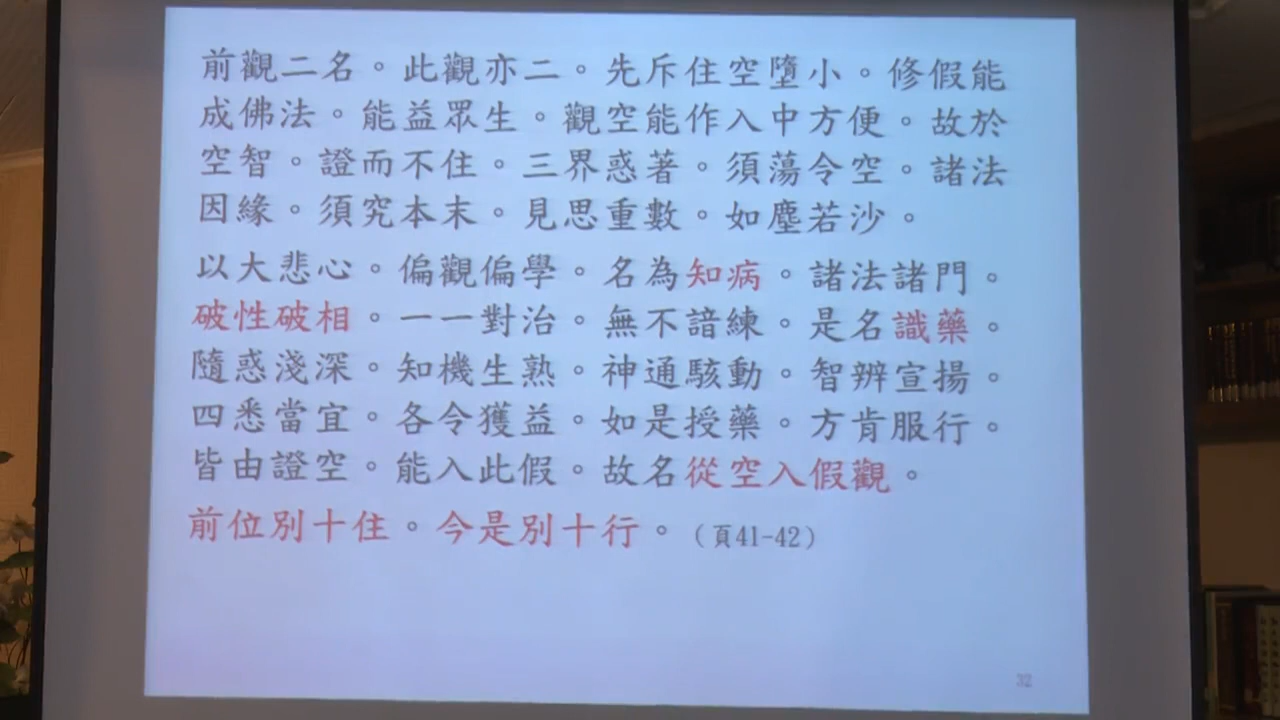 前觀二名。此觀亦二。先斥住空墮小。修假能
成佛法。能益眾生。觀空能作入中方便。故於
空智。證而不住。三界惑著。須蕩令空。諸法
因緣。須究本末。見思重數。如塵若沙。
以大悲心。偏觀偏學。名為知病。諸法諸門。
破性破相。一一對治。無不諳練。是名識藥。
隨惑淺深。知機生熟。神通駭動。智辨宣揚。
四悉當宜。各令獲益。如是授藥。方肯服行。
皆由證空。能入此假。故名從空入假觀。
前位別十住。今是別十行。(頁41-42)
32